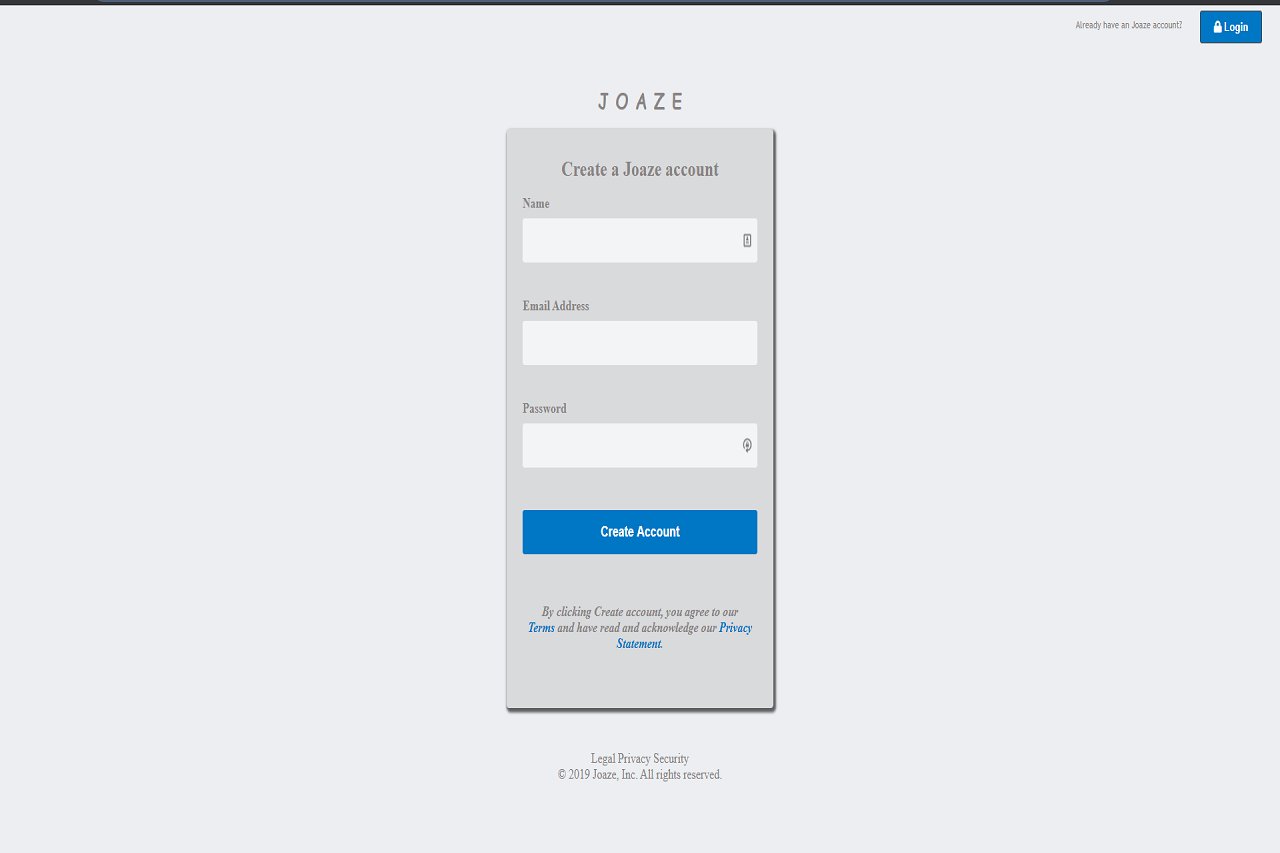 Already have an Joaze account?
Login
JOAZE
Create a Joaze account
Name
Email Address
Password
Create Account
By clicking Create account, you agree to our
Terms and have read and acknowledge our Privacy
Statement.
Legal Privacy Security
© 2019 Joaze, Inc. All rights reserved.